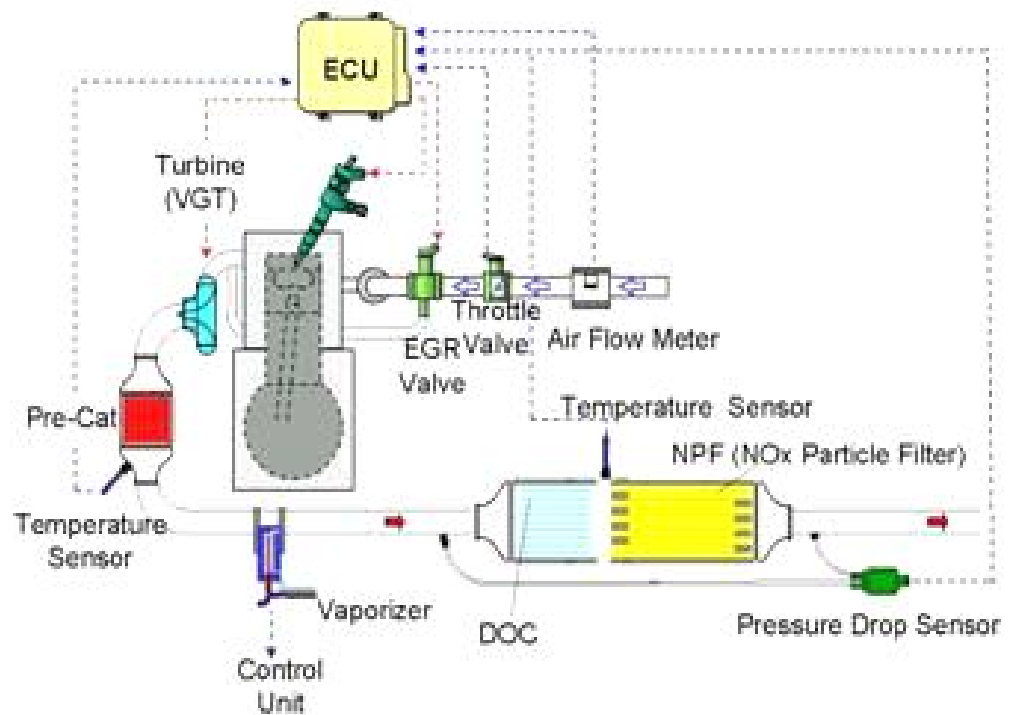 ECU
Turbine
(VGT)
Throttle
Valve
Air Flow Meter
EGR
Valve
Pre-Cat
Temperature Sensor
NPF (NOx Particle Filter)
Temperature
Sensor
Vaporizer
DOC
Pressure Drop Sensor
Control
Unit